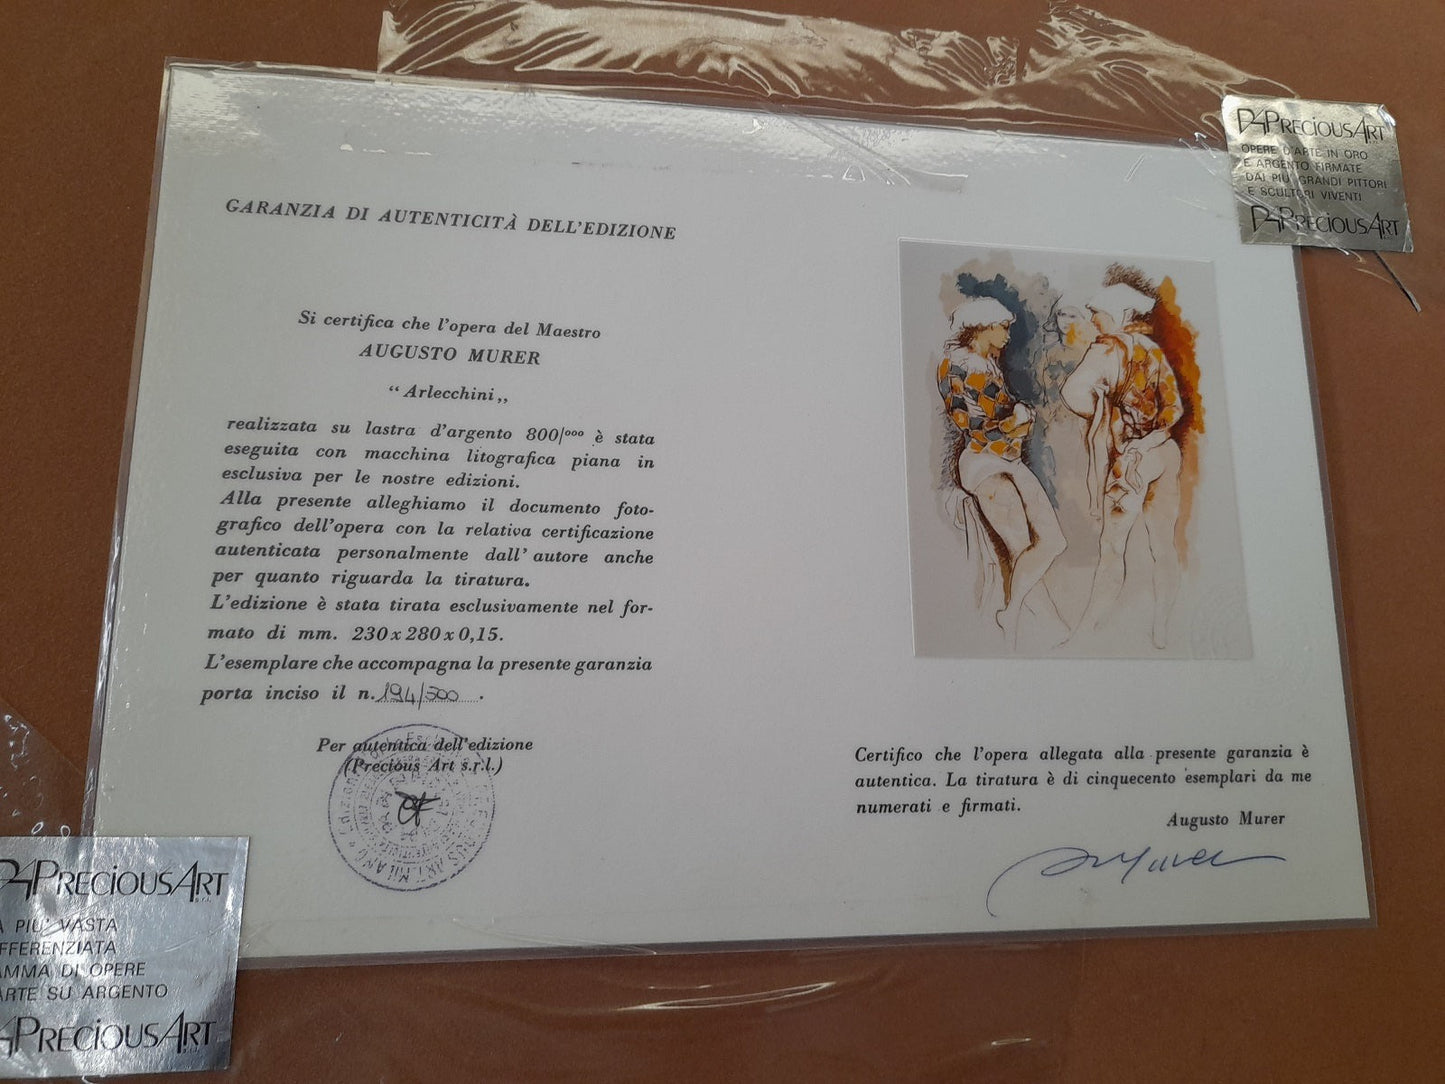 GARANZIA DI AUTENTICITÀ DELL'EDIZIONE
Si certifica che l'opera del Maestro
AUGUSTO MURER
“ Arlecchini „
realizzata su lastra d'argento 800/ººº è stata
eseguita con macchina litografica piana in
esclusiva per le nostre edizioni.
Alla presente alleghiamo il documento foto-
grafico dell'opera con la relativa certificazione
autenticata personalmente dall' autore anche
per quanto riguarda la tiratura.
L'edizione è stata tirata esclusivamente nel for-
mato di mm. 230x280x0,15.
L'esemplare che accompagna la presente garanzia
porta inciso il n. 194/500 .
Per autentica dell'edizione
(Precious Art s.r.l.)
Certifico che l'opera allegata alla presente garanzia è
autentica. La tiratura è di cinquecento esemplari da me
numerati e firmati.
Augusto Murer
PRECIOUSART
OPERE D'ARTE IN ORO
E ARGENTO FIRMATE
DAI PIU' GRANDI PITTORI
E SCULTORI VIVENTI
PRECIOUSART
PRECIOUSART
s.r.l.
PIU' VASTA
FFERENZIATA
AMMA DI OPERE
ARTE SU ARGENTO
PRECIOUSART